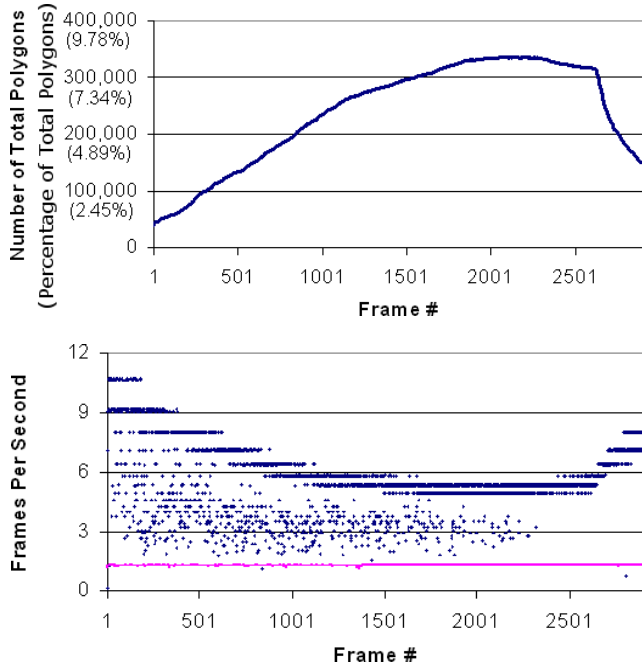 Number of Total Polygons
(Percentage of Total Polygons)
400,000
(9.78%)
300,000
(7.34%)
200,000
(4.89%)
100,000
(2.45%)
0
1 501 1001 1501 2001 2501
Frame #
Frames Per Second
12
9
6
3
0
1 501 1001 1501 2001 2501
Frame #